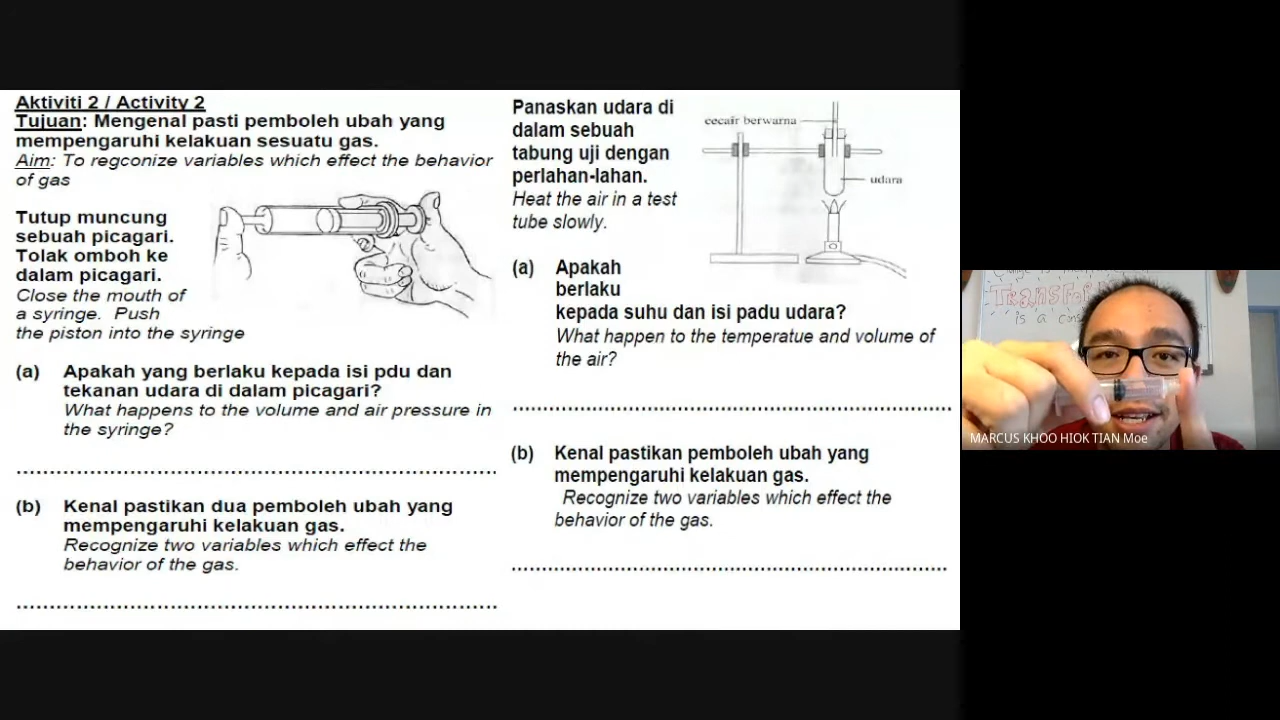 Aktiviti 2 / Activity 2
Tujuan: Mengenal pasti pemboleh ubah yang
mempengaruhi kelakuan sesuatu gas.
Aim: To regconize variables which effect the behavior
of gas
Tutup muncung
sebuah picagari.
Tolak omboh ke
dalam picagari.
Close the mouth of
a syringe. Push
the piston into the syringe
(a) Apakah yang berlaku kepada isi pdu dan
tekanan udara di dalam picagari?
What happens to the volume and air pressure in
the syringe?
(b) Kenal pastikan dua pemboleh ubah yang
mempengaruhi kelakuan gas.
Recognize two variables which effect the
behavior of the gas.
Panaskan udara di
dalam sebuah
tabung uji dengan
perlahan-lahan.
Heat the air in a test
tube slowly.
cecair berwarna
udara
(a) Apakah
berlaku
kepada suhu dan isi padu udara?
What happen to the temperatue and volume of
the air?
(b) Kenal pastikan pemboleh ubah yang
mempengaruhi kelakuan gas.
Recognize two variables which effect the
behavior of the gas.
is a
MARCUS KHOO HIOK TIAN Moe